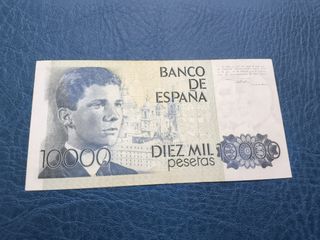 BANCO
DE
ESPAÑA
10000
DIEZ MIL
pesetas